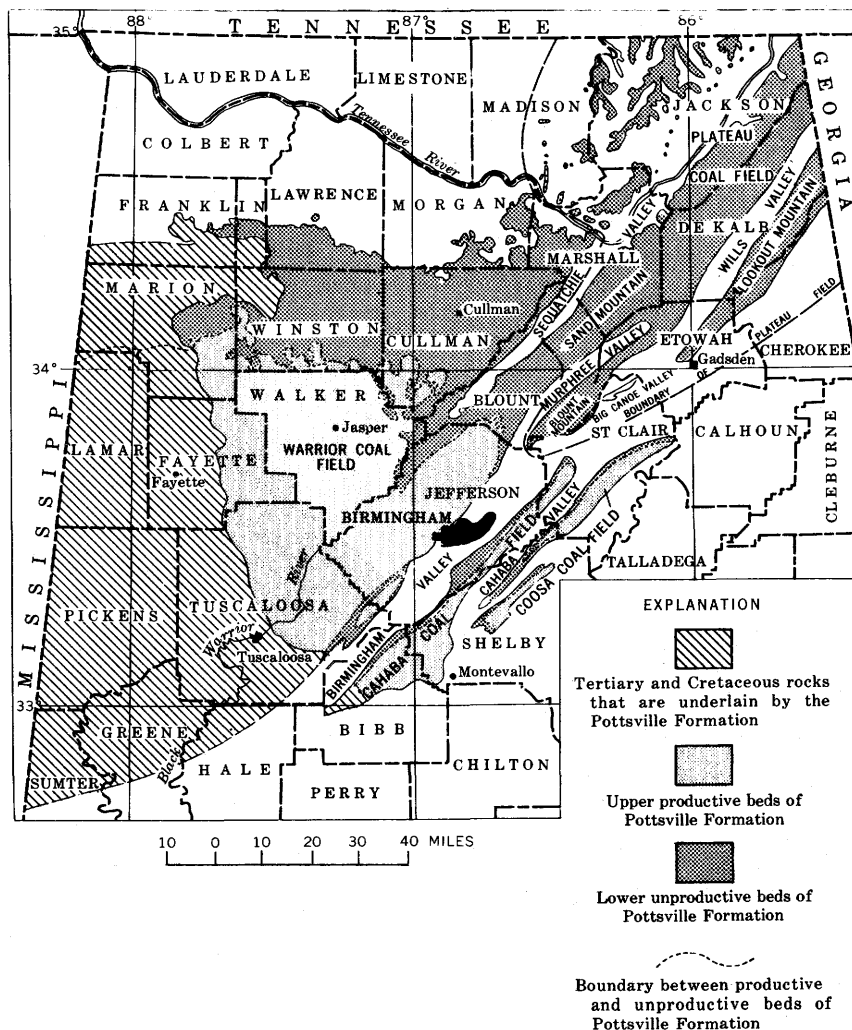 88°
87°
86°
35°
TENNESSEE
GEORGIA
LAUDERDALE
LIMESTONE
MADISON
JACKSON
PLATEAU
COAL FIELD
Tennessee River
COLBERT
LAWRENCE
MORGAN
FRANKLIN
DE KALB
WILLS VALLEY
LOOKOUT MOUNTAIN
MARSHALL
SEQUATCHIE VALLEY
SAND MOUNTAIN
MARION
WINSTON
Cullman
CULLMAN
MURPHREE VALLEY
ETOWAH
Gadsden
CHEROKEE
34°
WALKER
BLOUNT
BLOUNT MOUNTAIN
BIG CANOE VALLEY
BOUNDARY OF PLATEAU FIELD
Jasper
ST CLAIR
CALHOUN
CLEBURNE
MISSISSIPPI
LAMAR
FAYETTE
Fayette
WARRIOR COAL
FIELD
JEFFERSON
BIRMINGHAM
VALLEY
CAHABA FIELD
CAHABA VALLEY
COOSA COAL FIELD
TALLADEGA
PICKENS
TUSCALOOSA
Warrior River
Tuscaloosa
BIRMINGHAM
CAHABA COAL
SHELBY
Montevallo
33°
GREENE
Black
BIBB
HALE
CHILTON
SUMTER
PERRY
10 0 10 20 30 40 MILES
EXPLANATION
Tertiary and Cretaceous rocks
that are underlain by the
Pottsville Formation
Upper productive beds of
Pottsville Formation
Lower unproductive beds of
Pottsville Formation
Boundary between productive
and unproductive beds of
Pottsville Formation